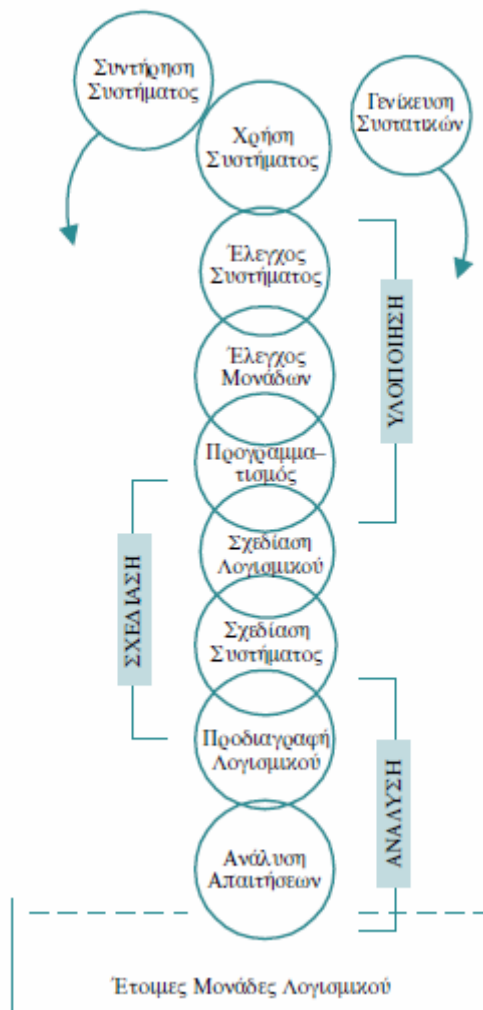 Συντήρηση
Συστήματος
Χρήση
Συστήματος
Γενίκευση
Συστατικών
Έλεγχος
Συστήματος
Έλεγχος
Μονάδων
Προγραμμα–
τισμός
ΥΛΟΠΟΙΗΣΗ
Σχεδίαση
Λογισμικού
Σχεδίαση
Συστήματος
ΣΧΕΔΙΑΣΗ
Προδιαγραφή
Λογισμικού
Ανάλυση
Απαιτήσεων
ΑΝΑΛΥΣΗ
Έτοιμες Μονάδες Λογισμικού